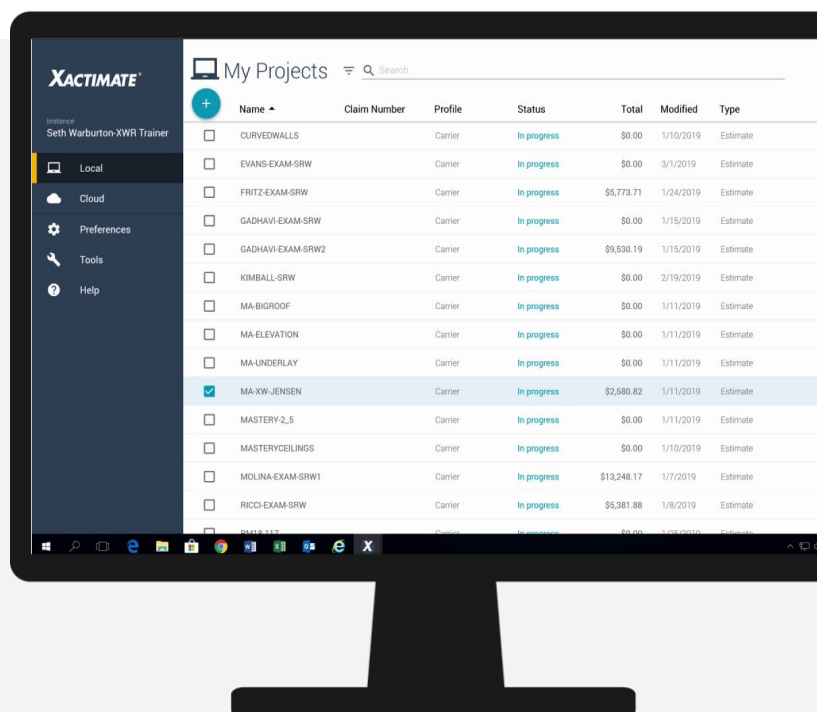 XACTIMATE®
Instance
Seth Warburton-XWR Trainer
Local
Cloud
Preferences
Tools
Help
My Projects Search
Name Claim Number Profile Status Total Modified Type
CURVEDWALLS Carrier In progress $0.00 1/10/2019 Estimate
EVANS-EXAM-SRW Carrier In progress $0.00 3/1/2019 Estimate
FRITZ-EXAM-SRW Carrier In progress $5,773.71 1/24/2019 Estimate
GADHAVI-EXAM-SRW Carrier In progress $0.00 1/15/2019 Estimate
GADHAVI-EXAM-SRW2 Carrier In progress $9,530.19 1/15/2019 Estimate
KIMBALL-SRW Carrier In progress $0.00 2/19/2019 Estimate
MA-BIGROOF Carrier In progress $0.00 1/11/2019 Estimate
MA-ELEVATION Carrier In progress $0.00 1/11/2019 Estimate
MA-UNDERLAY Carrier In progress $0.00 1/11/2019 Estimate
MA-XW-JENSEN Carrier In progress $2,580.82 1/11/2019 Estimate
MASTERY-2_5 Carrier In progress $0.00 1/11/2019 Estimate
MASTERYCEILINGS Carrier In progress $0.00 1/10/2019 Estimate
MOLINA-EXAM-SRW1 Carrier In progress $13,248.17 1/7/2019 Estimate
RICCI-EXAM-SRW Carrier In progress $5,381.88 1/8/2019 Estimate
Carrier In progress $0.00 1/25/2019 Estimate